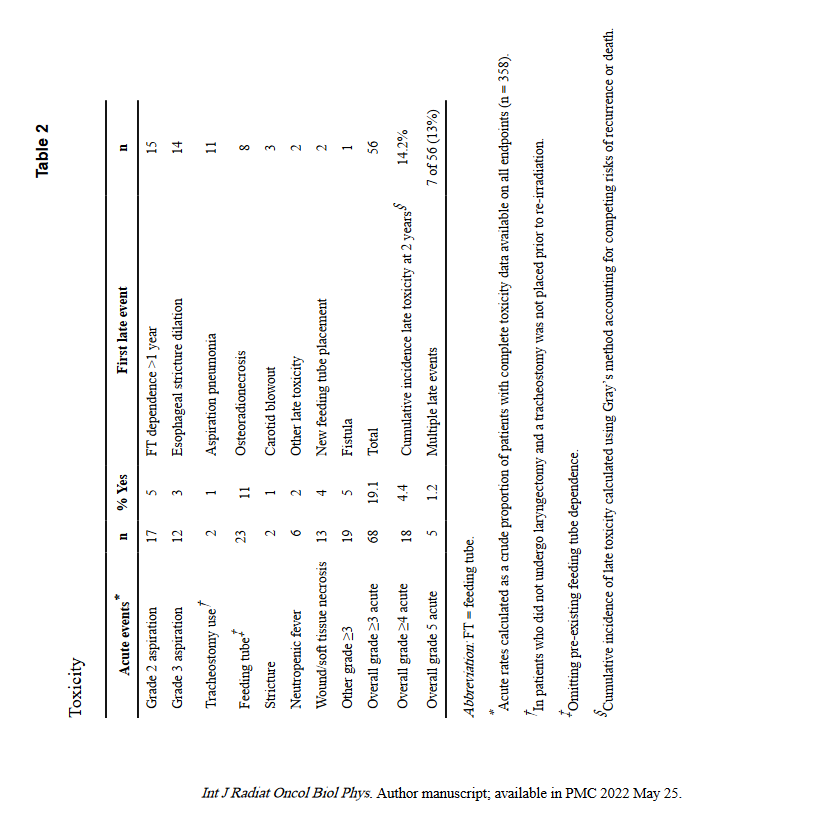 Table 2
Toxicity
Acute events* n % Yes First late event n
Grade 2 aspiration 17 5 FT dependence >1 year 15
Grade 3 aspiration 12 3 Esophageal stricture dilation 14
Tracheostomy use† 2 1 Aspiration pneumonia 11
Feeding tube‡ 23 11 Osteoradionecrosis 8
Stricture 2 1 Carotid blowout 3
Neutropenic fever 6 2 Other late toxicity 2
Wound/soft tissue necrosis 13 4 New feeding tube placement 2
Other grade ≥3 19 5 Fistula 1
Overall grade ≥3 acute 68 19.1 Total 56
Overall grade ≥4 acute 18 4.4 Cumulative incidence late toxicity at 2 years§ 14.2%
Overall grade 5 acute 5 1.2 Multiple late events 7 of 56 (13%)
Abbreviation: FT = feeding tube.
*Acute rates calculated as a crude proportion of patients with complete toxicity data available on all endpoints (n = 358).
†In patients who did not undergo laryngectomy and a tracheostomy was not placed prior to re-irradiation.
‡Omitting pre-existing feeding tube dependence.
§Cumulative incidence of late toxicity calculated using Gray's method accounting for competing risks of recurrence or death.
Int J Radiat Oncol Biol Phys. Author manuscript; available in PMC 2022 May 25.